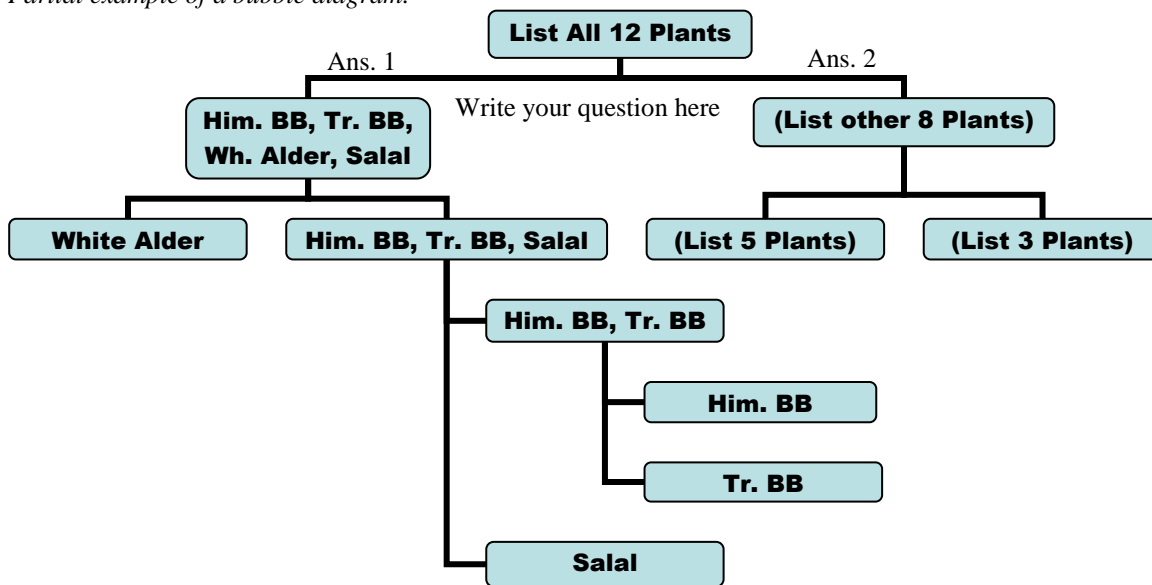 Partial example of a bubble diagram:
List All 12 Plants
Ans. 1
Ans. 2
Write your question here
Him. BB, Tr. BB,
Wh. Alder, Salal
(List other 8 Plants)
White Alder
Him. BB, Tr. BB, Salal
(List 5 Plants)
(List 3 Plants)
Him. BB, Tr. BB
Him. BB
Tr. BB
Salal